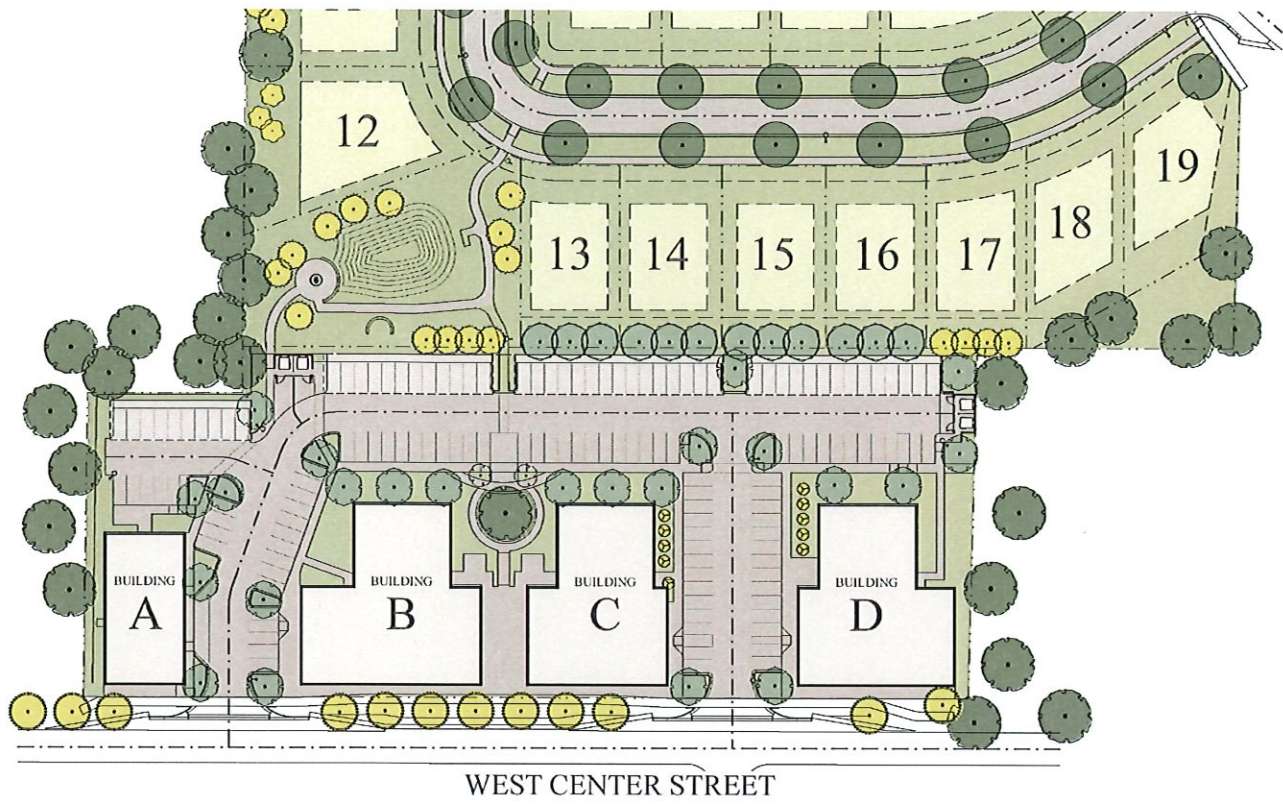 12
19
18
13 14 15 16 17
BUILDING
A
BUILDING
B
BUILDING
C
BUILDING
D
WEST CENTER STREET